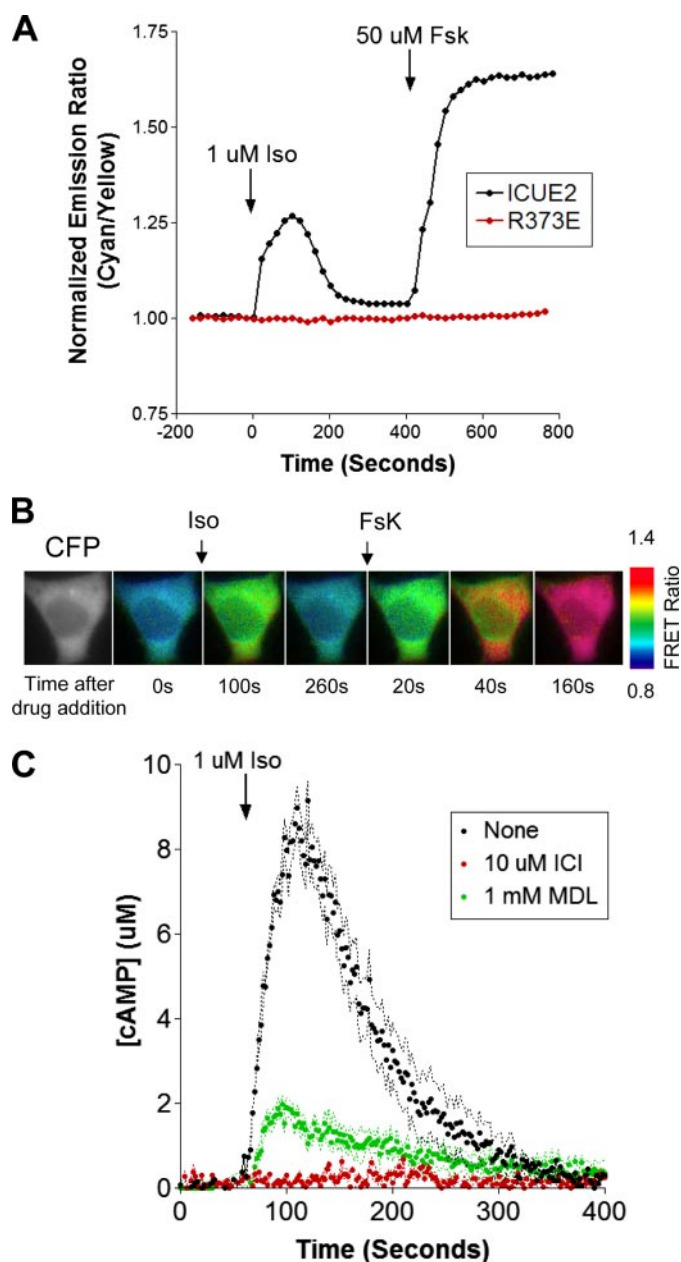 A
1.75
50 uM Fsk
1.50
1 uM Iso
ICUE2
R373E
1.25
1.00
0.75
Normalized Emission Ratio
(Cyan/Yellow)
-200 0 200 400 600 800
Time (Seconds)
B
Iso
FsK
CFP
1.4
FRET Ratio
0.8
Time after
drug addition
0s 100s 260s 20s 40s 160s
C
10
1 uM Iso
None
10 uM ICI
1 mM MDL
8
6
4
2
0
[cAMP] (uM)
0 100 200 300 400
Time (Seconds)